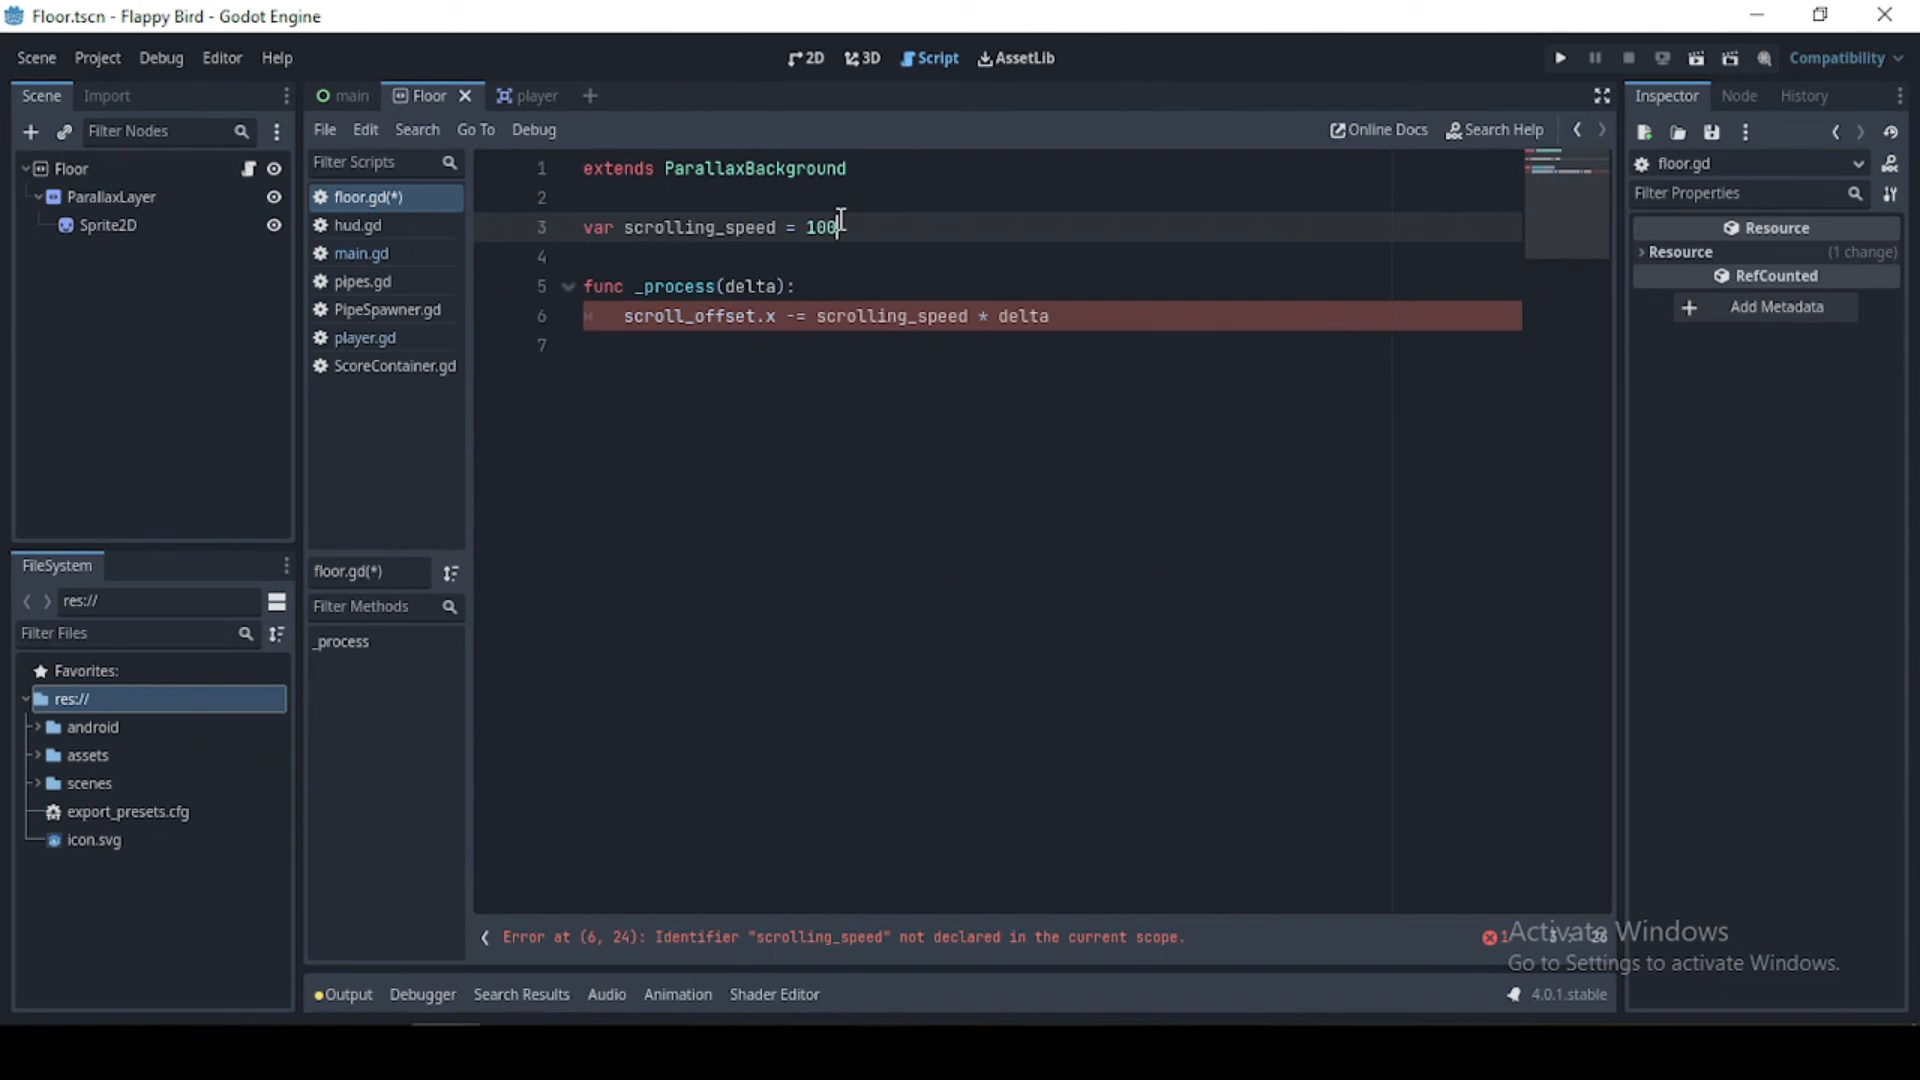 Floor.tscn - Flappy Bird - Godot Engine
Scene Project Debug Editor Help
2D 3D Script AssetLib
Compatibility
Scene Import
Filter Nodes
Floor
ParallaxLayer
Sprite2D
FileSystem
res://
Filter Files
Favorites:
res://
android
assets
scenes
export_presets.cfg
icon.svg
main Floor player
File Edit Search Go To Debug
Online Docs Search Help
Filter Scripts
floor.gd(*)
hud.gd
main.gd
pipes.gd
PipeSpawner.gd
player.gd
ScoreContainer.gd
floor.gd(*)
Filter Methods
_process
1 extends ParallaxBackground
2
3 var scrolling_speed = 100
4
5 func _process(delta):
6 scroll_offset.x -= scrolling_speed * delta
7
Error at (6, 24): Identifier "scrolling_speed" not declared in the current scope.
1 3 : 26
Output Debugger Search Results Audio Animation Shader Editor
4.0.1.stable
Inspector Node History
floor.gd
Filter Properties
Resource
Resource (1 change)
RefCounted
Add Metadata
Activate Windows
Go to Settings to activate Windows.